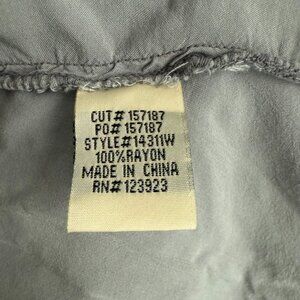 CUT# 157187
PO# 157187
STYLE#14311W
100%RAYON
MADE IN CHINA
RN#123923